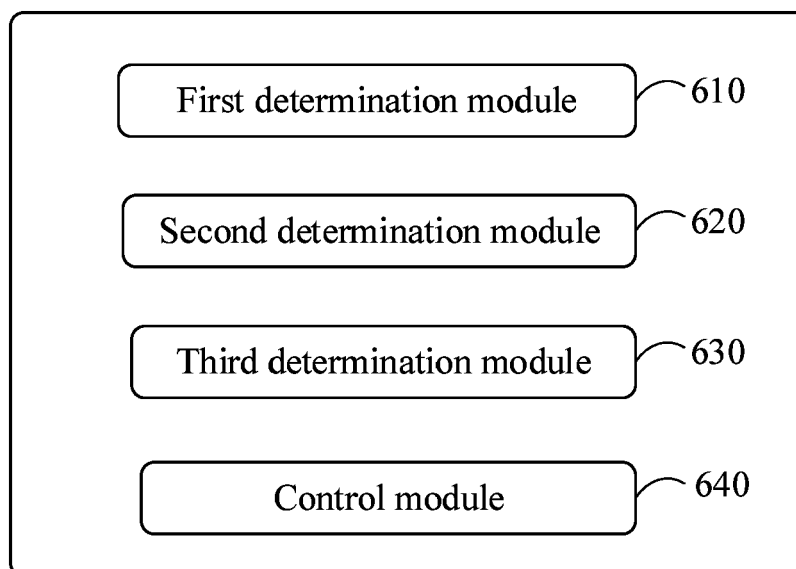 First determination module 610
Second determination module 620
Third determination module 630
Control module 640